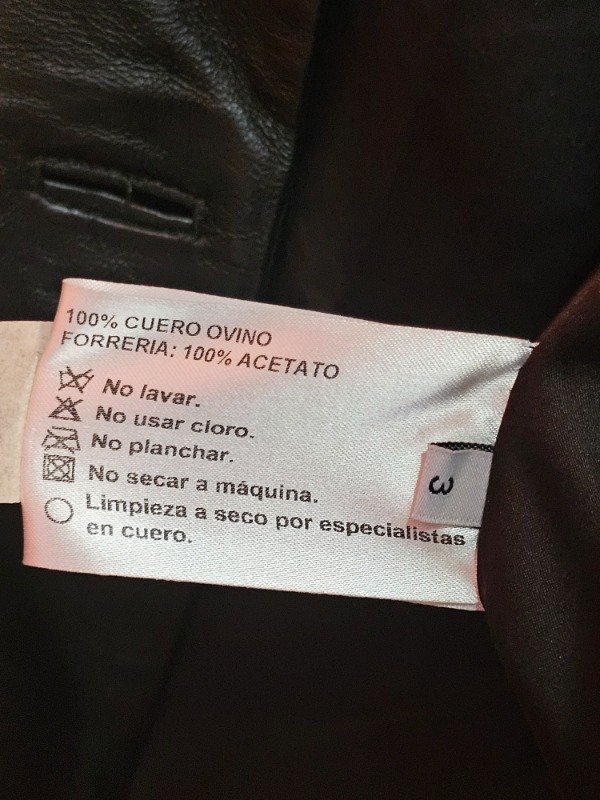 100% CUERO OVINO
FORRERIA: 100% ACETATO
No lavar.
No usar cloro.
No planchar.
No secar a máquina.
Limpieza a seco por especialistas
en cuero.
3